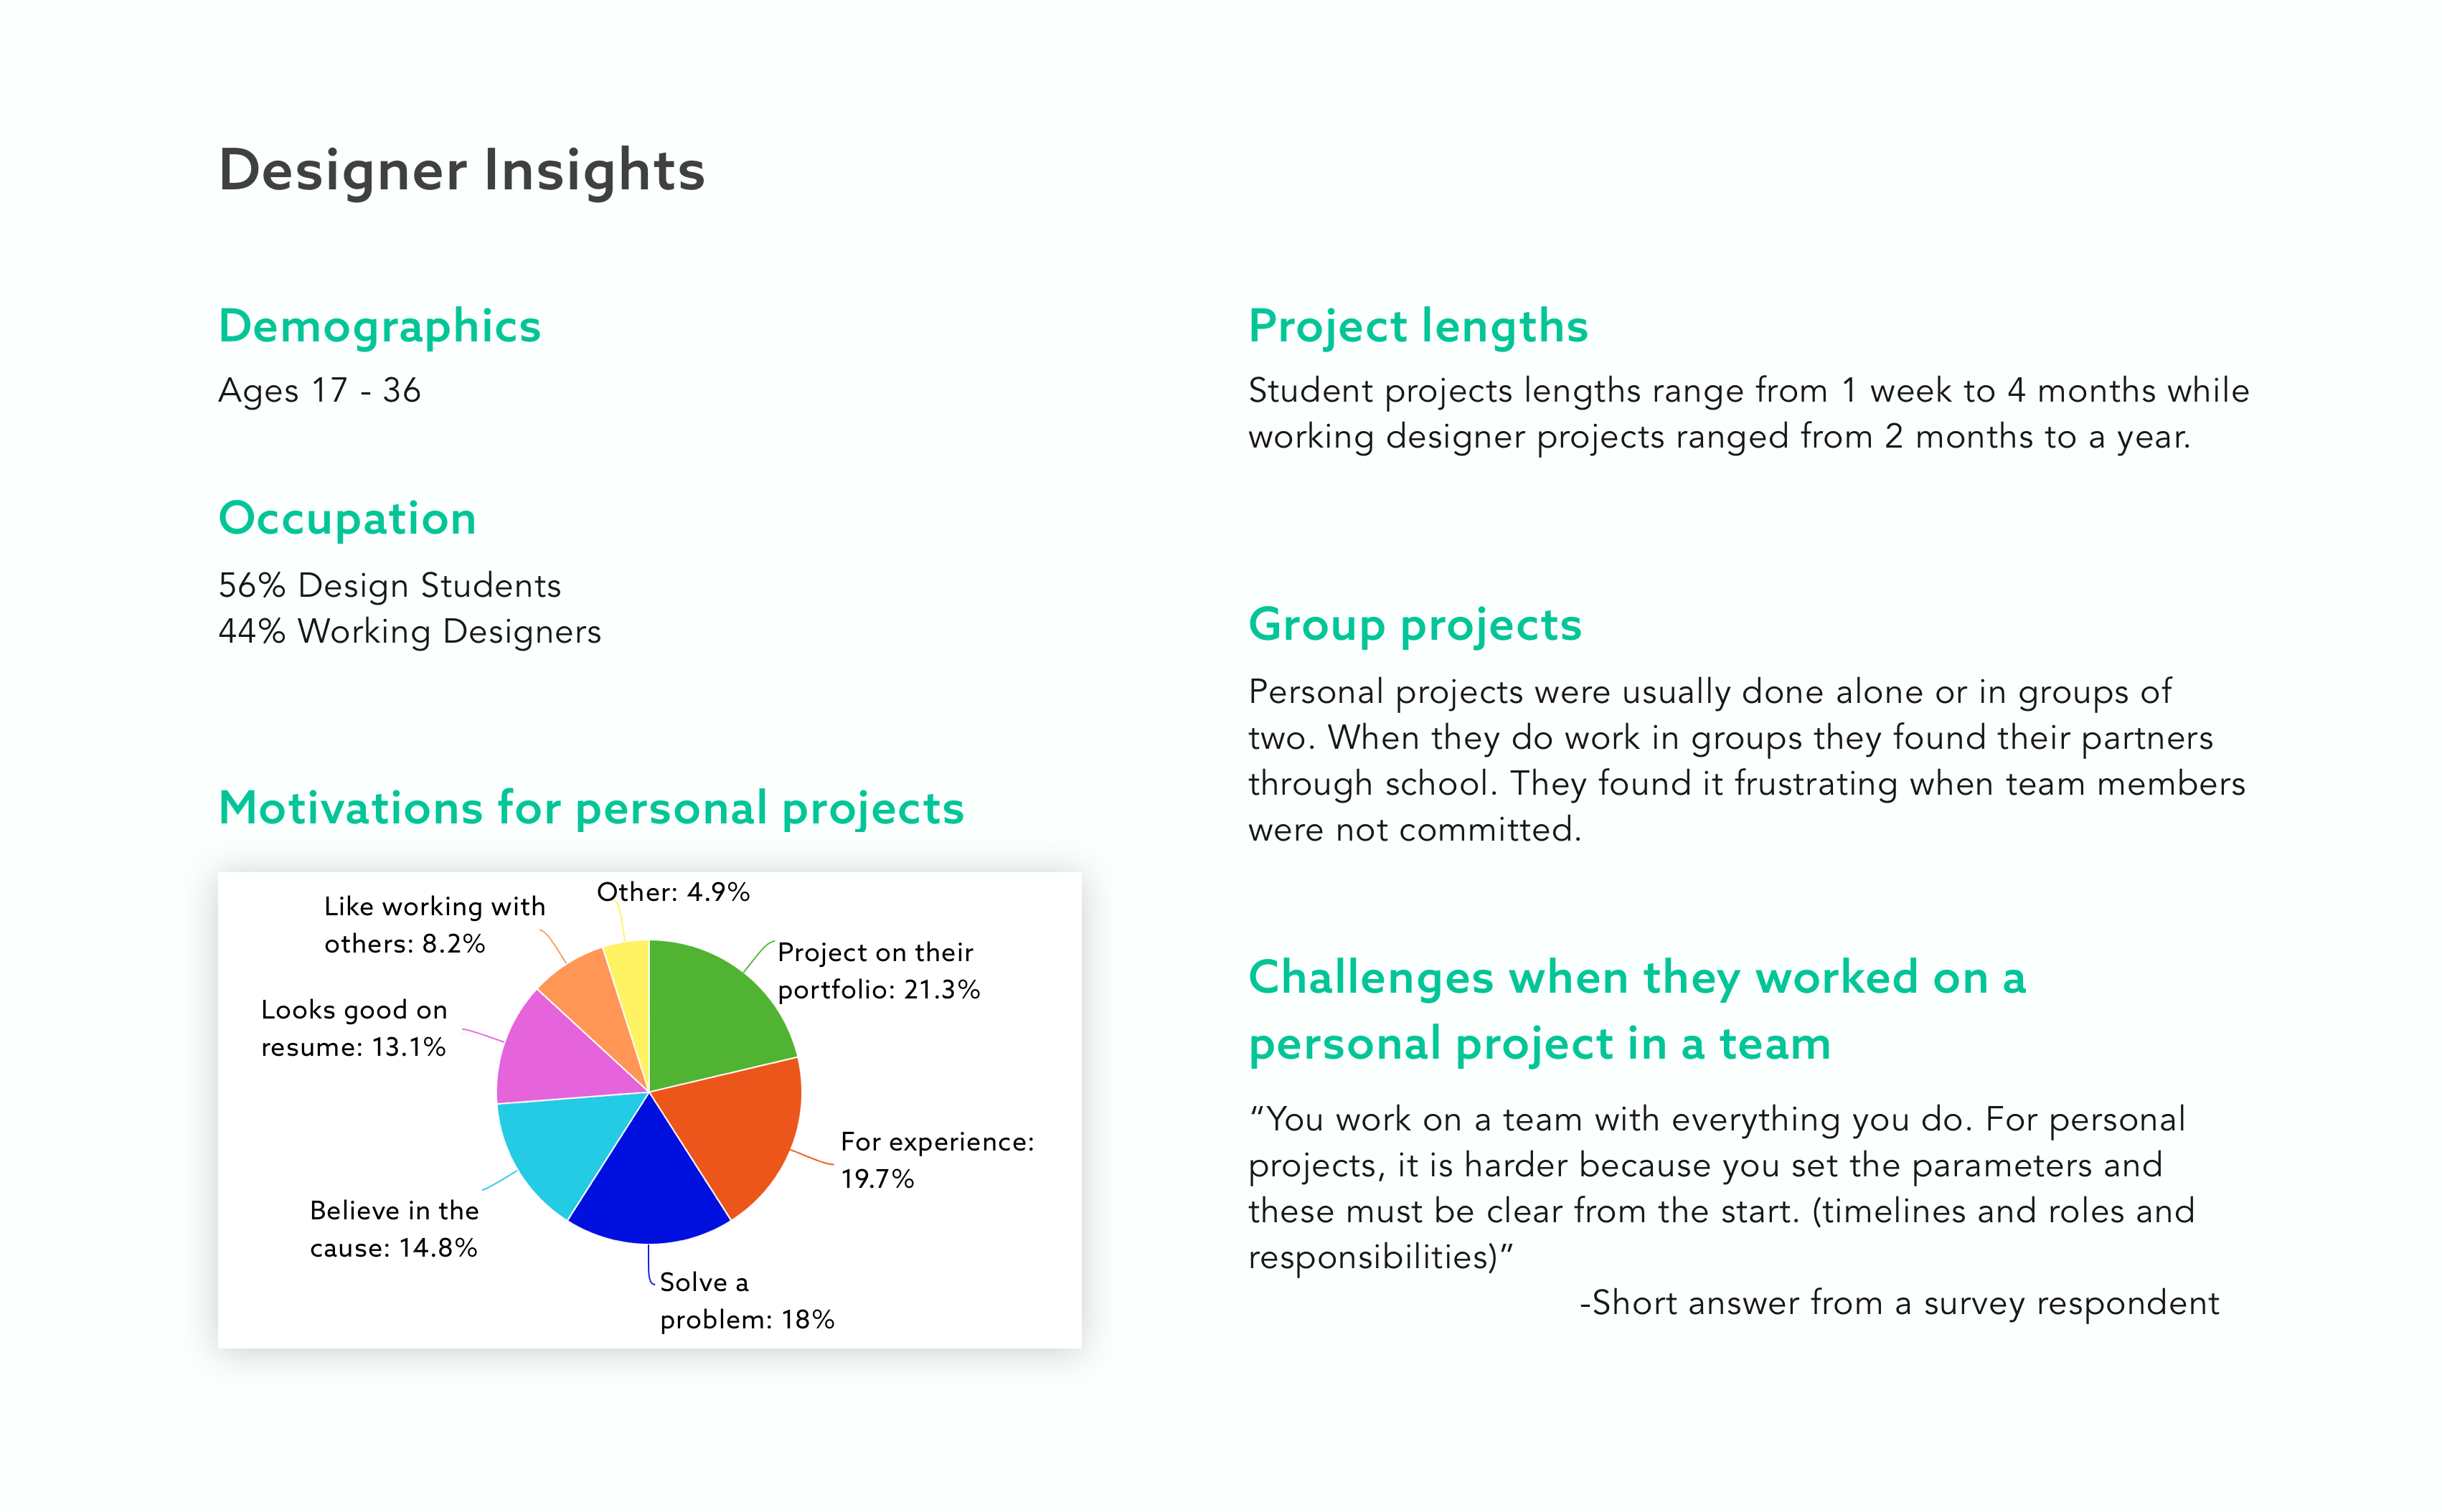 Designer Insights
Demographics
Ages 17 - 36
Occupation
56% Design Students
44% Working Designers
Motivations for personal projects
Other: 4.9%
Like working with
others: 8.2%
Project on their
portfolio: 21.3%
Looks good on
resume: 13.1%
For experience:
19.7%
Believe in the
cause: 14.8%
Solve a
problem: 18%
Project lengths
Student projects lengths range from 1 week to 4 months while
working designer projects ranged from 2 months to a year.
Group projects
Personal projects were usually done alone or in groups of
two. When they do work in groups they found their partners
through school. They found it frustrating when team members
were not committed.
Challenges when they worked on a
personal project in a team
“You work on a team with everything you do. For personal
projects, it is harder because you set the parameters and
these must be clear from the start. (timelines and roles and
responsibilities)”
-Short answer from a survey respondent